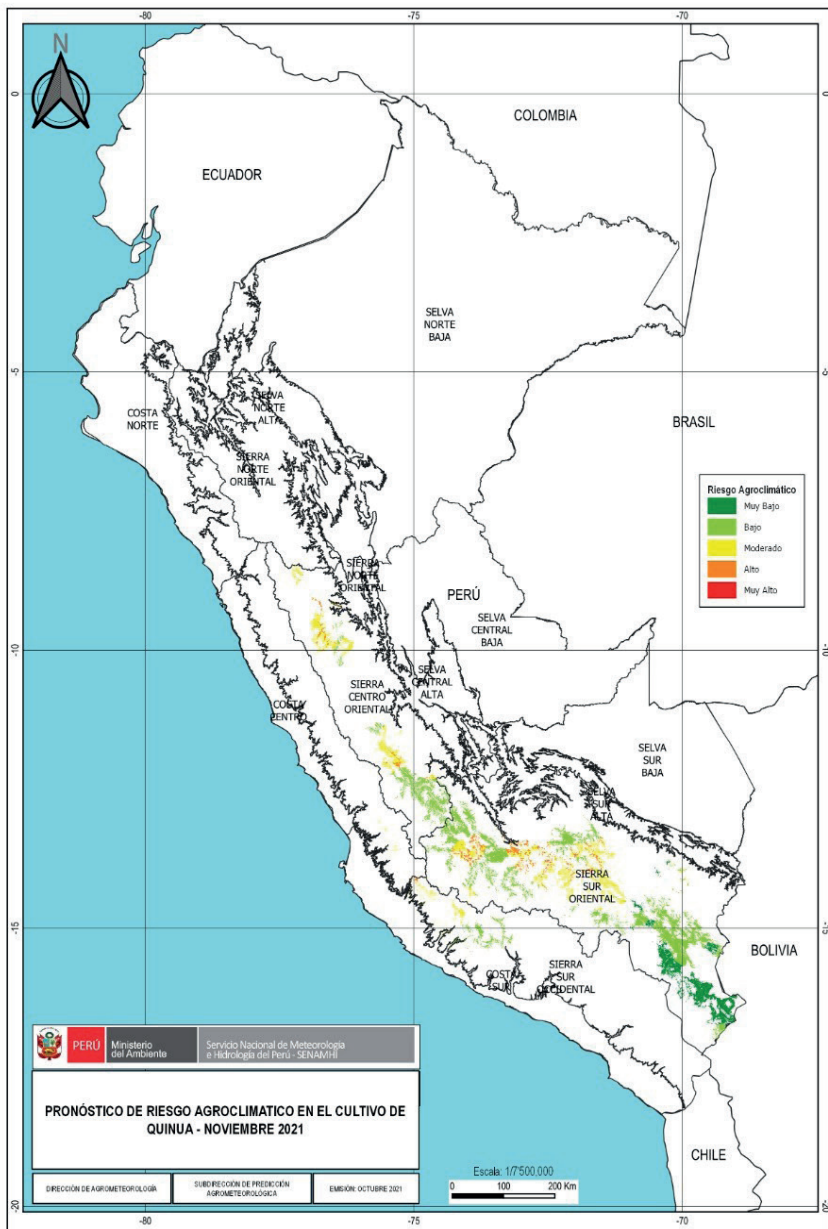 -80
-75
-70
N
0
COLOMBIA
ECUADOR
SELVA
NORTE
BAJA
-5
COSTA
NORTE
SELVA
NORTE
ALTA
BRASIL
SIERRA
NORTE
ORIENTAL
Riesgo Agroclimático
Muy Bajo
Bajo
Moderado
Alto
Muy Alto
SIERRA
NORTE
ORIENTAL
PERÚ
SELVA
CENTRAL
BAJA
-10
SELVA
CENTRAL
ALTA
SIERRA
CENTRO
ORIENTAL
COSTA
CENTRO
SELVA
SUR
BAJA
SELVA
SUR
ALTA
SIERRA
SUR
ORIENTAL
-15
BOLIVIA
COSTA
SUR
SIERRA
SUR
OCCIDENTAL
PERÚ
Ministerio
del Ambiente
Servicio Nacional de Meteorología
e Hidrología del Perú - SENAMHI
PRONÓSTICO DE RIESGO AGROCLIMATICO EN EL CULTIVO DE
QUINUA - NOVIEMBRE 2021
DIRECCIÓN DE AGROMETEOROLOGÍA
SUBDIRECCIÓN DE PREDICCIÓN
AGROMETEOROLÓGICA
EMISIÓN: OCTUBRE 2021
Escala: 1/7'500,000
0 100 200 Km
CHILE
-20
-80
-75
-70